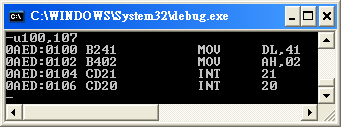 C:\WINDOWS\System32\debug.exe
-u100,107
0AED:0100 B241 MOV DL,41
0AED:0102 B402 MOV AH,02
0AED:0104 CD21 INT 21
0AED:0106 CD20 INT 20
-